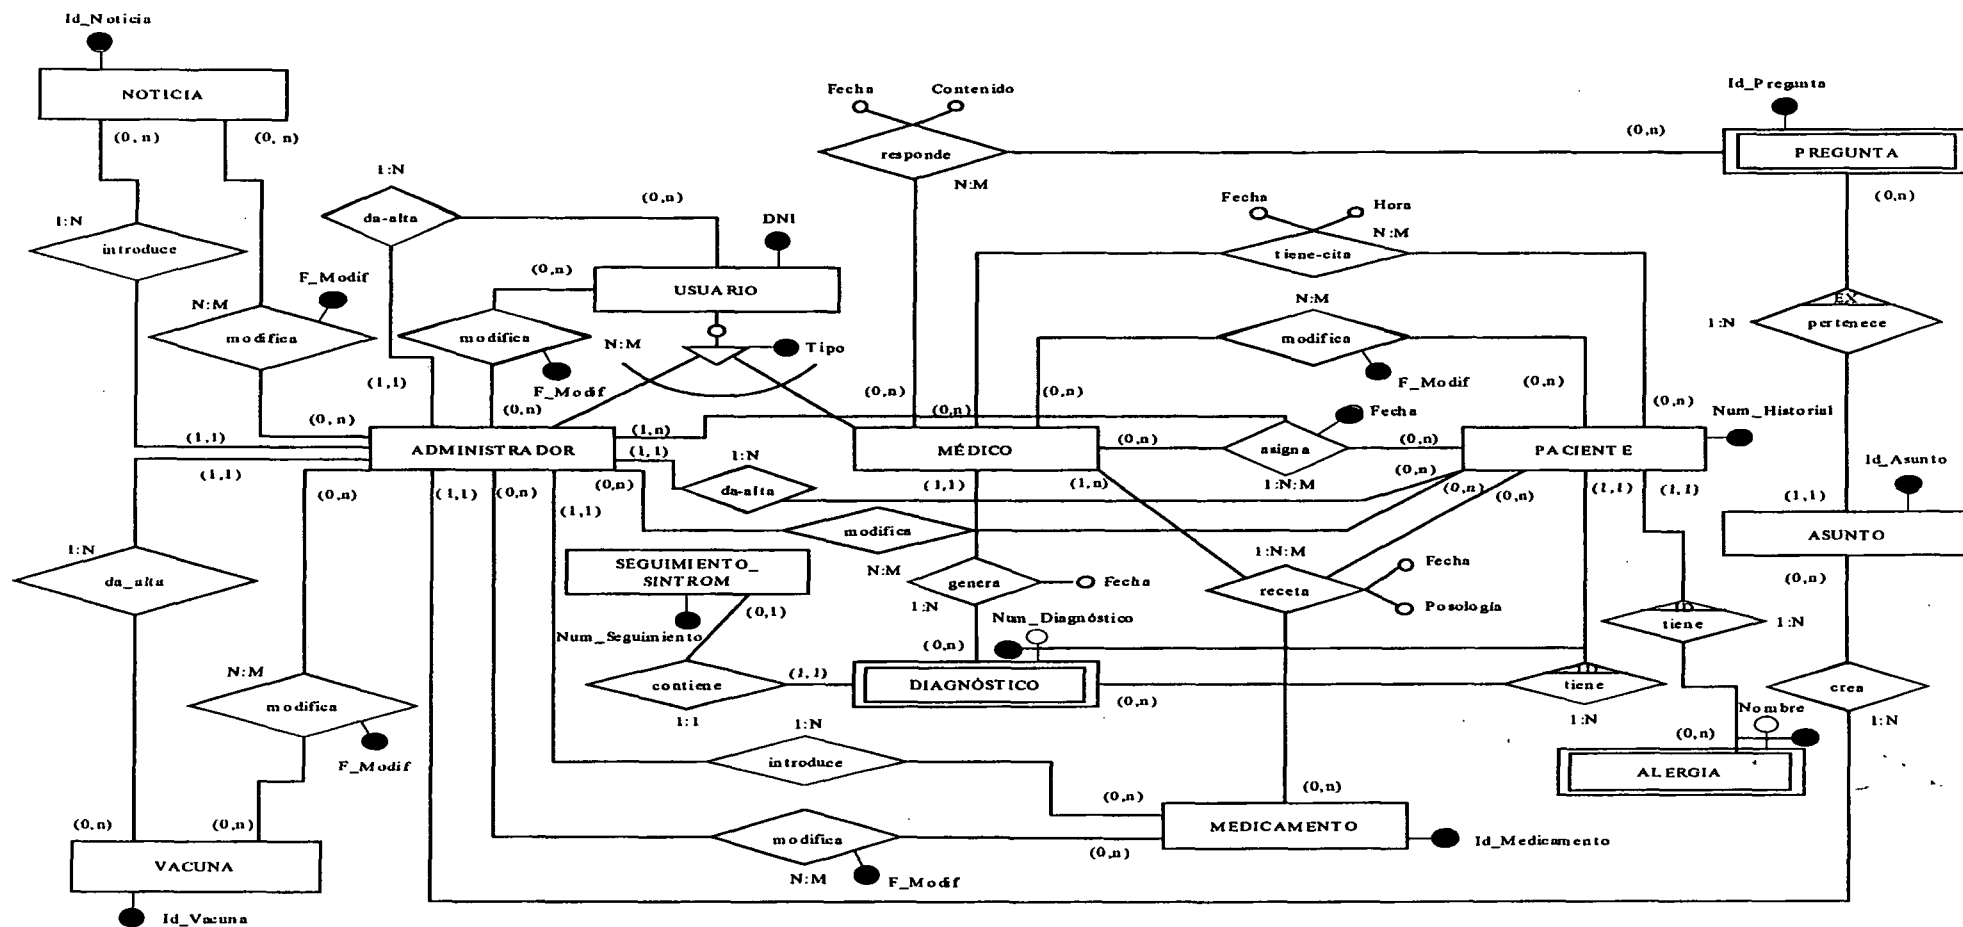 Id_Noticia
NOTICIA
(0,n)
(0,n)
1:N
introduce
N:M
F_Modif
modifica
(0,n)
(1,1)
(1,1)
1:N
da-alta
(0,n)
DNI
USUARIO
(0,n)
modifica
F_Modif
N:M
Tipo
(1,1)
(0,n)
ADMINISTRADOR
(1,n)
(1,1)
Fecha
Contenido
responde
N:M
(0,n)
Id_Pregunta
PREGUNTA
(0,n)
Fecha
Hora
N:M
tiene-cita
N:M
modifica
F_Modif
(0,n)
(0,n)
(0,n)
(0,n)
(0,n)
EX
pertenece
1:N
MÉDICO
(0,n)
Fecha
asigna
(0,n)
1:N:M
PACIENTE
Num_Historial
Id_Asunto
(1,1)
ASUNTO
(0,n)
(0,n)
(1,1)
(0,n)
(1,1)
(0,n)
1:N
da-alta
(0,n)
modifica
N:M
(1,1)
(1,n)
(0,n)
(0,n)
(1,1)
(1,1)
1:N
da_alta
SEGUIMIENTO_
SINTROM
(0,1)
Num_Seguimiento
genera
Fecha
1:N
1:N:M
receta
Fecha
Posología
ID
tiene
1:N
N:M
modifica
F_Modif
contiene
1:1
(1,1)
Num_Diagnóstico
(0,n)
DIAGNÓSTICO
(0,n)
ID
tiene
1:N
crea
1:N
Nombre
(0,n)
ALERGIA
1:N
introduce
(0,n)
(0,n)
MEDICAMENTO
Id_Medicamento
modifica
(0,n)
N:M
F_Modif
(0,n)
(0,n)
VACUNA
Id_Vacuna